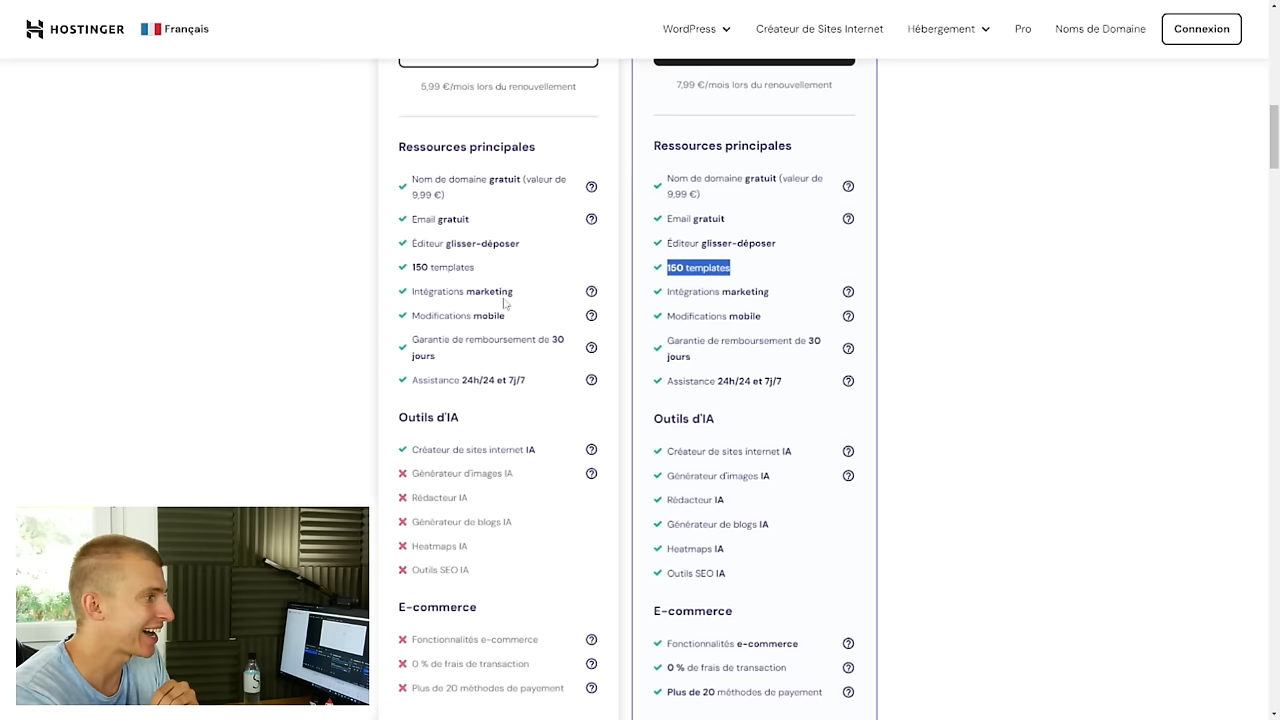 HOSTINGER
Français
WordPress
Créateur de Sites Internet
Hébergement
Pro
Noms de Domaine
Connexion
5,99 €/mois lors du renouvellement
Ressources principales
Nom de domaine gratuit (valeur de
9,99 €)
Email gratuit
Éditeur glisser-déposer
150 templates
Intégrations marketing
Modifications mobile
Garantie de remboursement de 30
jours
Assistance 24h/24 et 7j/7
Outils d'IA
Créateur de sites internet IA
Générateur d'images IA
Rédacteur IA
Générateur de blogs IA
Heatmaps IA
Outils SEO IA
E-commerce
Fonctionnalités e-commerce
0 % de frais de transaction
Plus de 20 méthodes de payement
7,99 €/mois lors du renouvellement
Ressources principales
Nom de domaine gratuit (valeur de
9,99 €)
Email gratuit
Éditeur glisser-déposer
150 templates
Intégrations marketing
Modifications mobile
Garantie de remboursement de 30
jours
Assistance 24h/24 et 7j/7
Outils d'IA
Créateur de sites internet IA
Générateur d'images IA
Rédacteur IA
Générateur de blogs IA
Heatmaps IA
Outils SEO IA
E-commerce
Fonctionnalités e-commerce
0 % de frais de transaction
Plus de 20 méthodes de payement